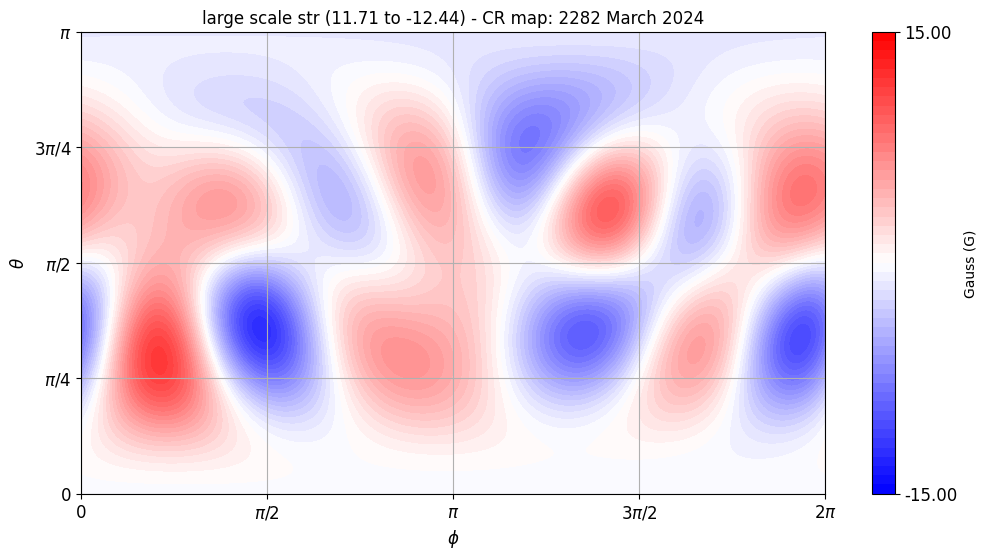 large scale str (11.71 to -12.44) - CR map: 2282 March 2024
π
3π/4
π/2
π/4
0
θ
0
π/2
π
3π/2
2π
ϕ
15.00
-15.00
Gauss (G)